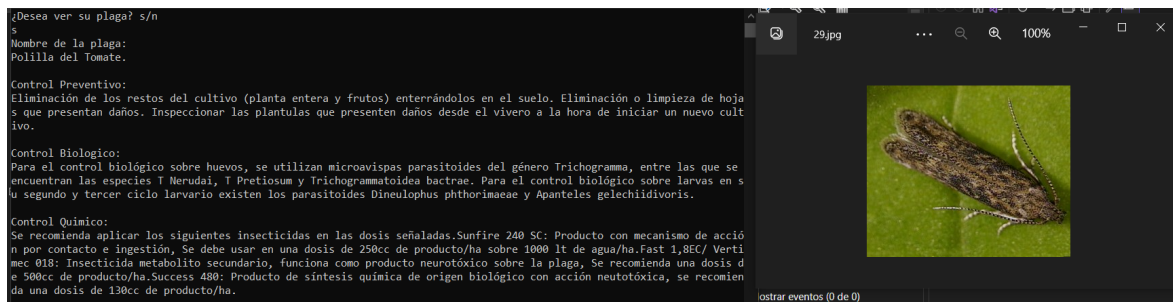 ¿Desea ver su plaga? s/n
s
Nombre de la plaga:
Polilla del Tomate.
Control Preventivo:
Eliminación de los restos del cultivo (planta entera y frutos) enterrándolos en el suelo. Eliminación o limpieza de hoja
s que presentan daños. Inspeccionar las plantulas que presenten daños desde el vivero a la hora de iniciar un nuevo cult
ivo.
Control Biologico:
Para el control biológico sobre huevos, se utilizan microavispas parasitoides del género Trichogramma, entre las que se
encuentran las especies T Nerudai, T Pretiosum y Trichogrammatoidea bactrae. Para el control biológico sobre larvas en s
u segundo y tercer ciclo larvario existen los parasitoides Dineulophus phthorimaeae y Apanteles gelechiidivoris.
Control Quimico:
Se recomienda aplicar los siguientes insecticidas en las dosis señaladas.Sunfire 240 SC: Producto con mecanismo de acció
n por contacto e ingestión, Se debe usar en una dosis de 250cc de producto/ha sobre 1000 lt de agua/ha.Fast 1,8EC/ Verti
mec 018: Insecticida metabolito secundario, funciona como producto neurotóxico sobre la plaga, Se recomienda una dosis d
e 500cc de producto/ha.Success 480: Producto de síntesis química de origen biológico con acción neutotóxica, se recomien
da una dosis de 130cc de producto/ha.
29.jpg
100%
ostrar eventos (0 de 0)